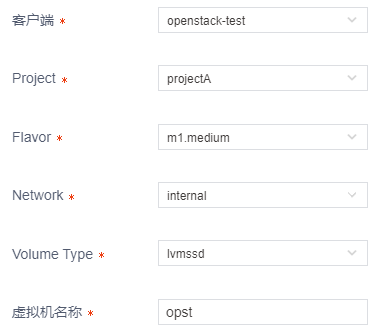 客户端 * openstack-test
Project * projectA
Flavor * m1.medium
Network * internal
Volume Type * lvmssd
虚拟机名称 * opst